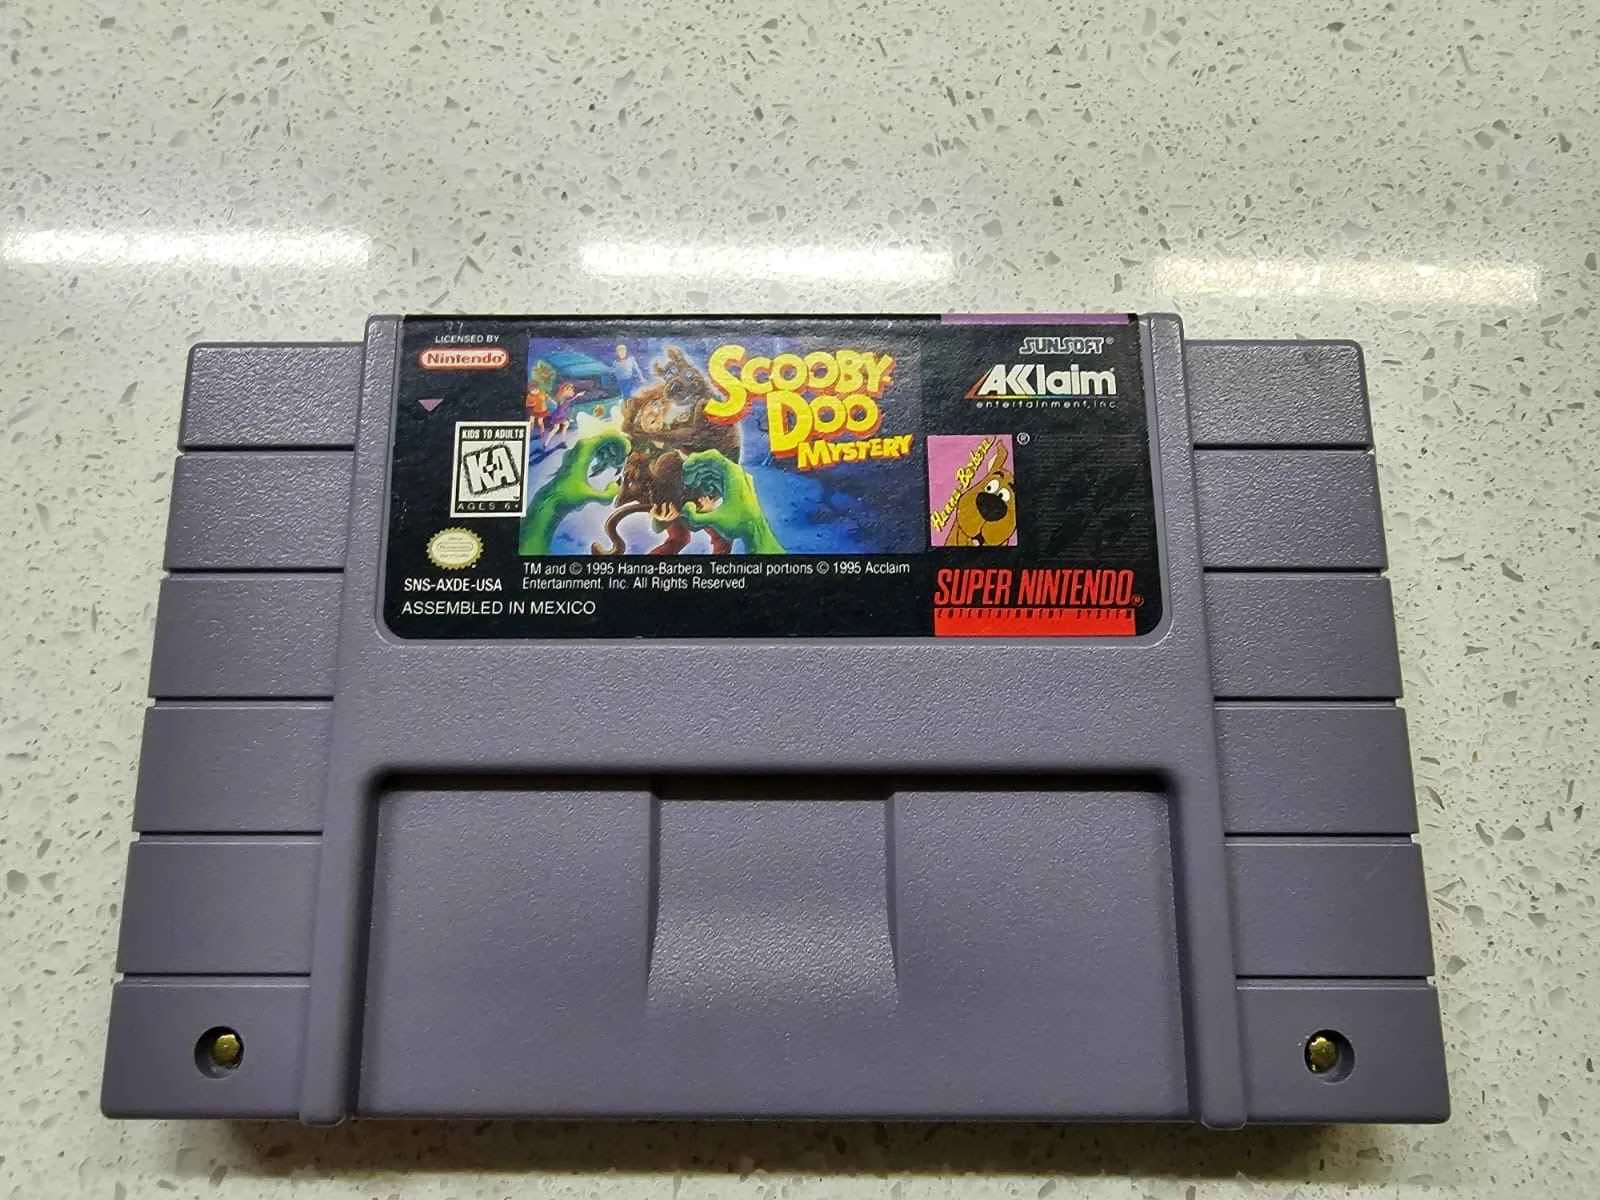 LICENSED BY
Nintendo®
KIDS TO ADULTS
K-A
AGES 6+
SNS-AXDE-USA
ASSEMBLED IN MEXICO
SCOOBY-
DOO
MYSTERY
TM and © 1995 Hanna-Barbera. Technical portions © 1995 Acclaim
Entertainment, Inc. All Rights Reserved.
SUNSOFT®
AKKlaim
entertainment, inc.
Hanna-Barbera
®
SUPER NINTENDO®
ENTERTAINMENT SYSTEM